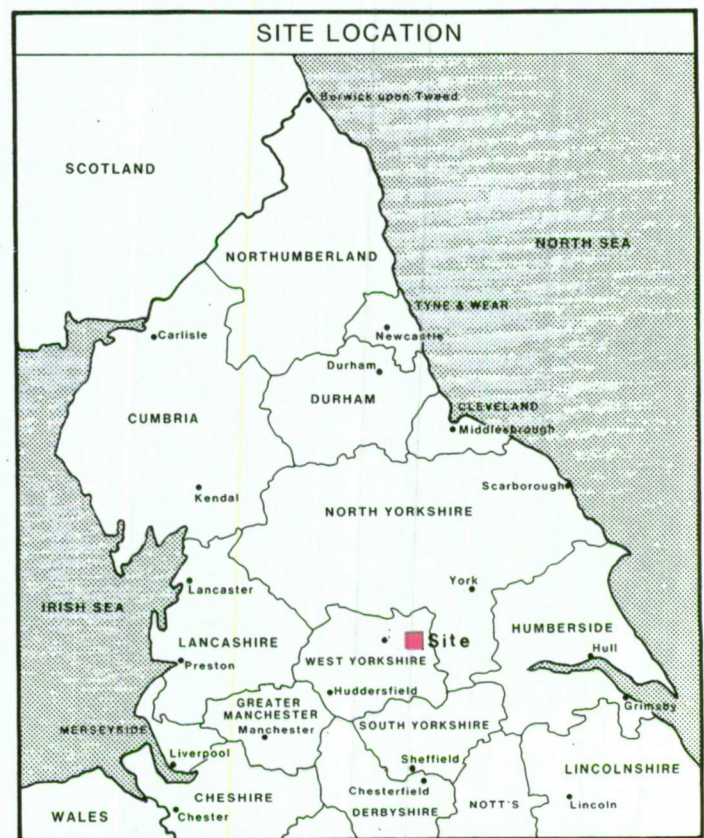 SITE LOCATION
Berwick upon Tweed
SCOTLAND
NORTH SEA
NORTHUMBERLAND
TYNE & WEAR
Newcastle
Carlisle
Durham
DURHAM
CLEVELAND
Middlesbrough
CUMBRIA
Kendal
Scarborough
NORTH YORKSHIRE
Lancaster
York
IRISH SEA
HUMBERSIDE
Site
LANCASHIRE
Hull
WEST YORKSHIRE
Preston
Huddersfield
GREATER
MANCHESTER
Grimsby
SOUTH YORKSHIRE
MERSEYSIDE
Manchester
Liverpool
Sheffield
LINCOLNSHIRE
Chesterfield
CHESHIRE
NOTT'S
Lincoln
Chester
DERBYSHIRE
WALES